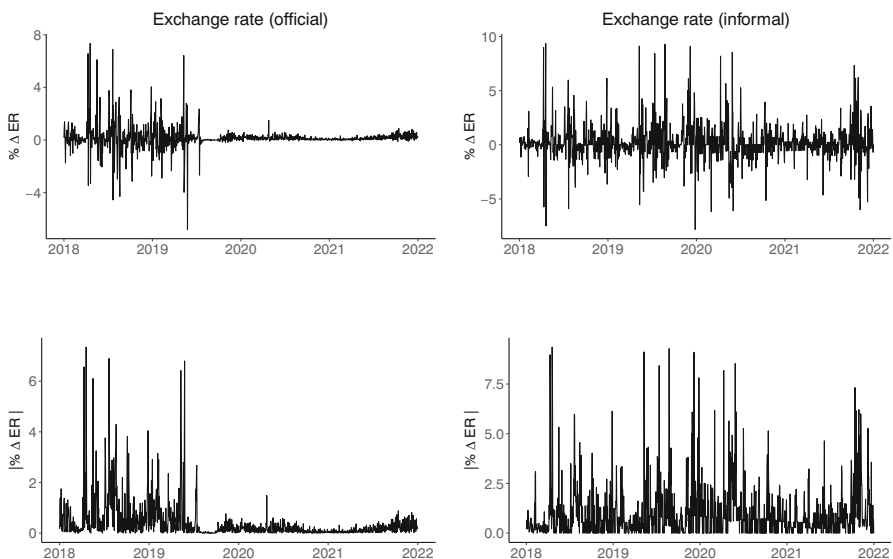 Exchange rate (official)
8
4
0
−4
% Δ ER
2018 2019 2020 2021 2022
Exchange rate (informal)
10
5
0
−5
% Δ ER
2018 2019 2020 2021 2022
6
4
2
0
|% Δ ER |
2018 2019 2020 2021 2022
7.5
5.0
2.5
0.0
|% Δ ER |
2018 2019 2020 2021 2022